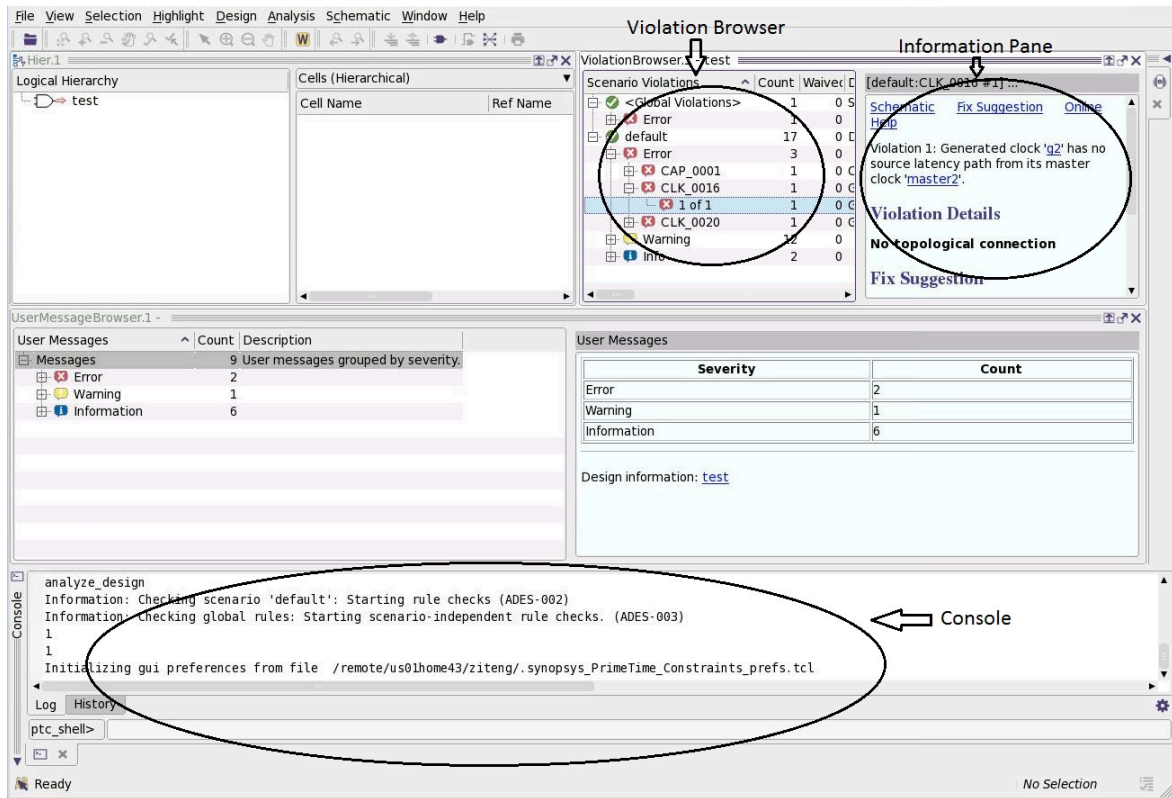 File View Selection Highlight Design Analysis Schematic Window Help
Violation Browser
Information Pane
Hier.1
Logical Hierarchy
test
Cells (Hierarchical)
Cell Name Ref Name
ViolationBrowser.1 - test
Scenario Violations Count Waived D
<Global Violations> 1 0 S
Error 1 0
default 17 0 D
Error 3 0
CAP_0001 1 0 C
CLK_0016 1 0 G
1 of 1 1 0 G
CLK_0020 1 0 G
Warning 12 0
Info 2 0
[default:CLK_0016 #1] ...
Schematic Fix Suggestion Online
Help
Violation 1: Generated clock 'g2' has no
source latency path from its master
clock 'master2'.
Violation Details
No topological connection
Fix Suggestion
UserMessageBrowser.1 -
User Messages Count Description
Messages 9 User messages grouped by severity.
Error 2
Warning 1
Information 6
User Messages
Severity Count
Error 2
Warning 1
Information 6
Design information: test
Console
analyze_design
Information: Checking scenario 'default': Starting rule checks (ADES-002)
Information: Checking global rules: Starting scenario-independent rule checks. (ADES-003)
1
1
Initializing gui preferences from file /remote/us01home43/ziteng/.synopsys_PrimeTime_Constraints_prefs.tcl
Console
Log History
ptc_shell>
Ready
No Selection